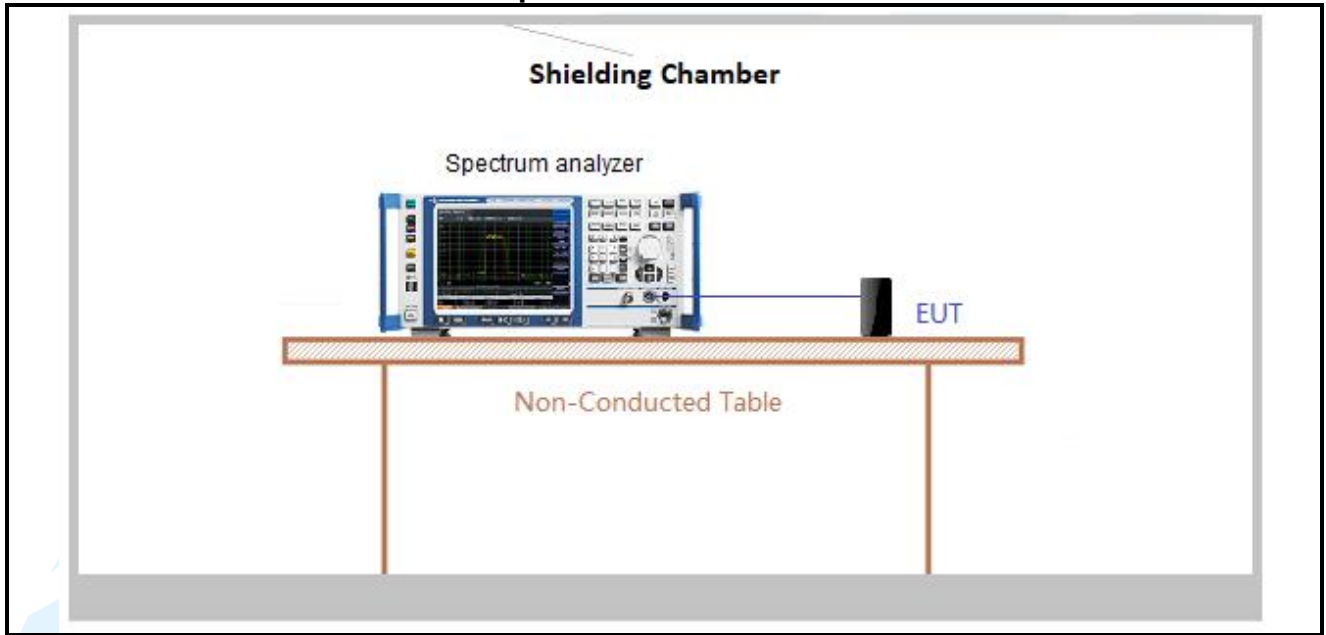 Shielding Chamber
Spectrum analyzer
EUT
Non-Conducted Table